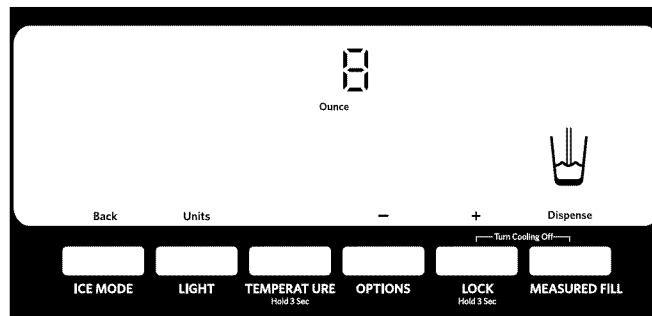 8
Ounce
Back Units − + Dispense
Turn Cooling Off
ICE MODE LIGHT TEMPERAT URE OPTIONS LOCK MEASURED FILL
Hold 3 Sec Hold 3 Sec